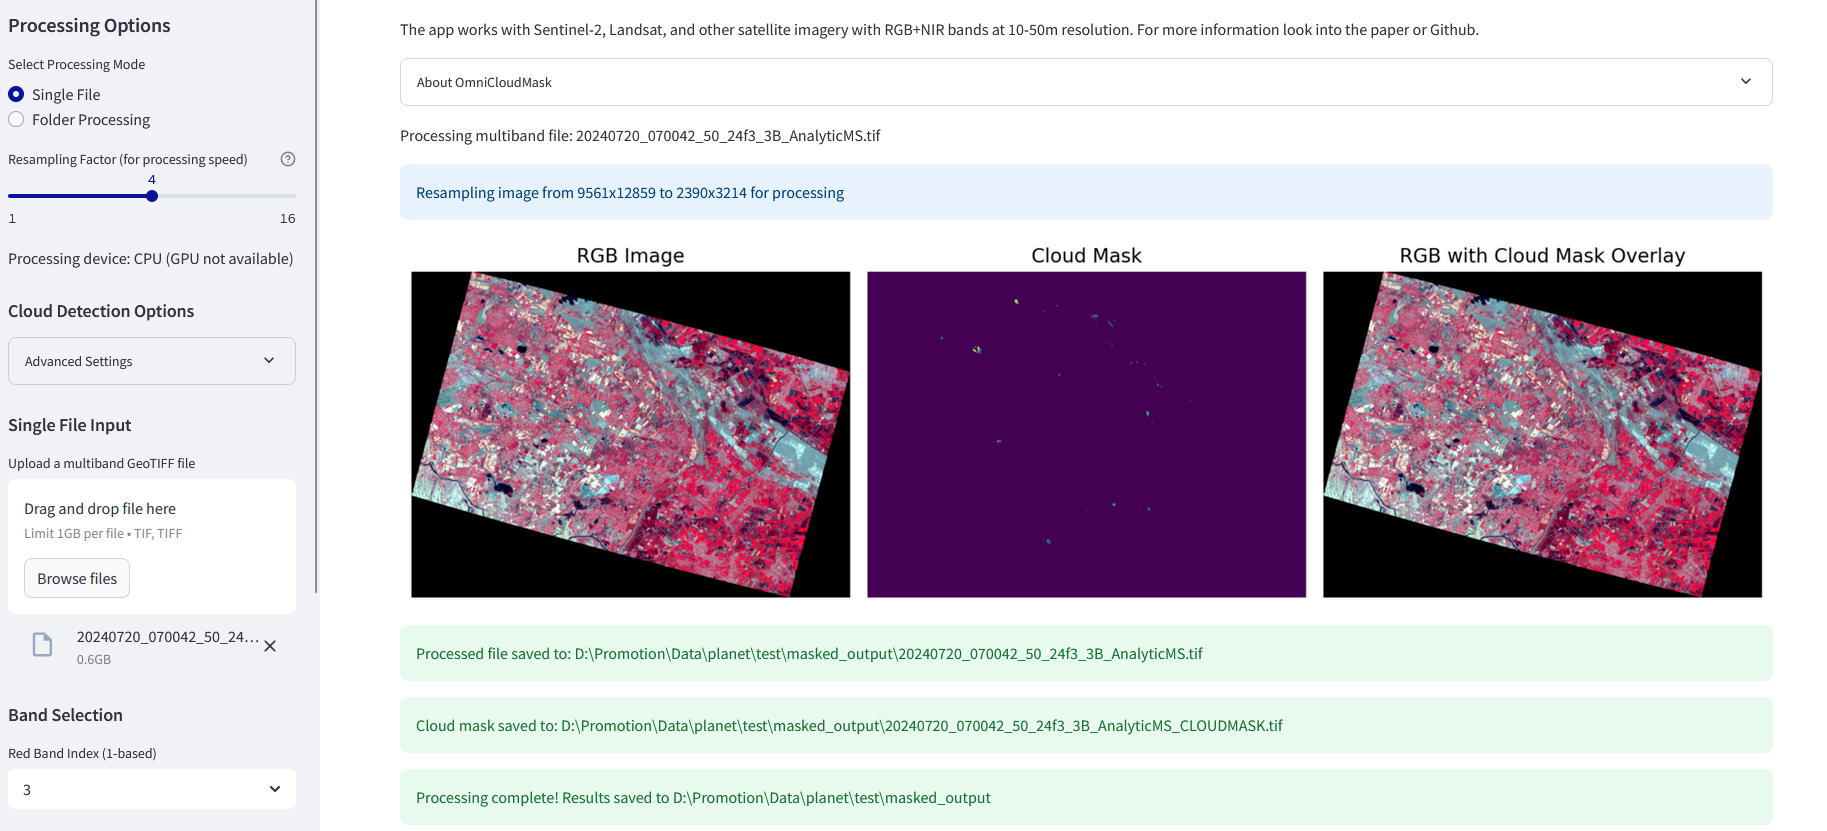 Processing Options
Select Processing Mode
Single File
Folder Processing
Resampling Factor (for processing speed)
4
1
16
Processing device: CPU (GPU not available)
Cloud Detection Options
Advanced Settings
Single File Input
Upload a multiband GeoTIFF file
Drag and drop file here
Limit 1GB per file • TIF, TIFF
Browse files
20240720_070042_50_24...
0.6GB
Band Selection
Red Band Index (1-based)
3
The app works with Sentinel-2, Landsat, and other satellite imagery with RGB+NIR bands at 10-50m resolution. For more information look into the paper or Github.
About OmniCloudMask
Processing multiband file: 20240720_070042_50_24f3_3B_AnalyticMS.tif
Resampling image from 9561x12859 to 2390x3214 for processing
RGB Image
Cloud Mask
RGB with Cloud Mask Overlay
Processed file saved to: D:\Promotion\Data\planet\test\masked_output\20240720_070042_50_24f3_3B_AnalyticMS.tif
Cloud mask saved to: D:\Promotion\Data\planet\test\masked_output\20240720_070042_50_24f3_3B_AnalyticMS_CLOUDMASK.tif
Processing complete! Results saved to D:\Promotion\Data\planet\test\masked_output